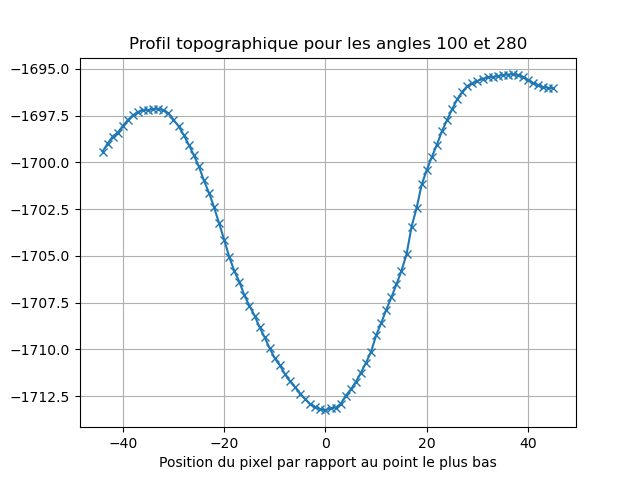 Profil topographique pour les angles 100 et 280
−1695.0
−1697.5
−1700.0
−1702.5
−1705.0
−1707.5
−1710.0
−1712.5
−40 −20 0 20 40
Position du pixel par rapport au point le plus bas